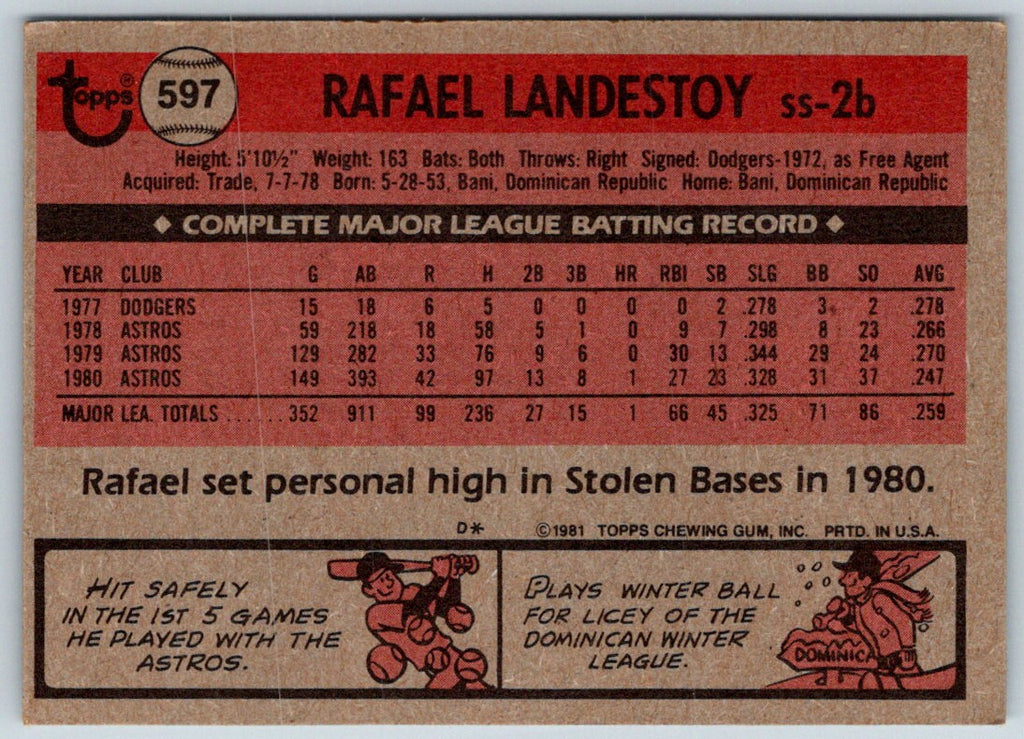 topps® 597 RAFAEL LANDESTOY ss-2b
Height: 5'10½" Weight: 163 Bats: Both Throws: Right Signed: Dodgers-1972, as Free Agent
Acquired: Trade, 7-7-78 Born: 5-28-53, Bani, Dominican Republic Home: Bani, Dominican Republic
◆ COMPLETE MAJOR LEAGUE BATTING RECORD ◆
YEAR CLUB G AB R H 2B 3B HR RBI SB SLG BB SO AVG
1977 DODGERS 15 18 6 5 0 0 0 0 2 .278 3 2 .278
1978 ASTROS 59 218 18 58 5 1 0 9 7 .298 8 23 .266
1979 ASTROS 129 282 33 76 9 6 0 30 13 .344 29 24 .270
1980 ASTROS 149 393 42 97 13 8 1 27 23 .328 31 37 .247
MAJOR LEA. TOTALS ..... 352 911 99 236 27 15 1 66 45 .325 71 86 .259
Rafael set personal high in Stolen Bases in 1980.
D* ©1981 TOPPS CHEWING GUM, INC. PRTD. IN U.S.A.
HIT SAFELY
IN THE 1ST 5 GAMES
HE PLAYED WITH THE
ASTROS.
PLAYS WINTER BALL
FOR LICEY OF THE
DOMINICAN WINTER
LEAGUE.
DOMINICA